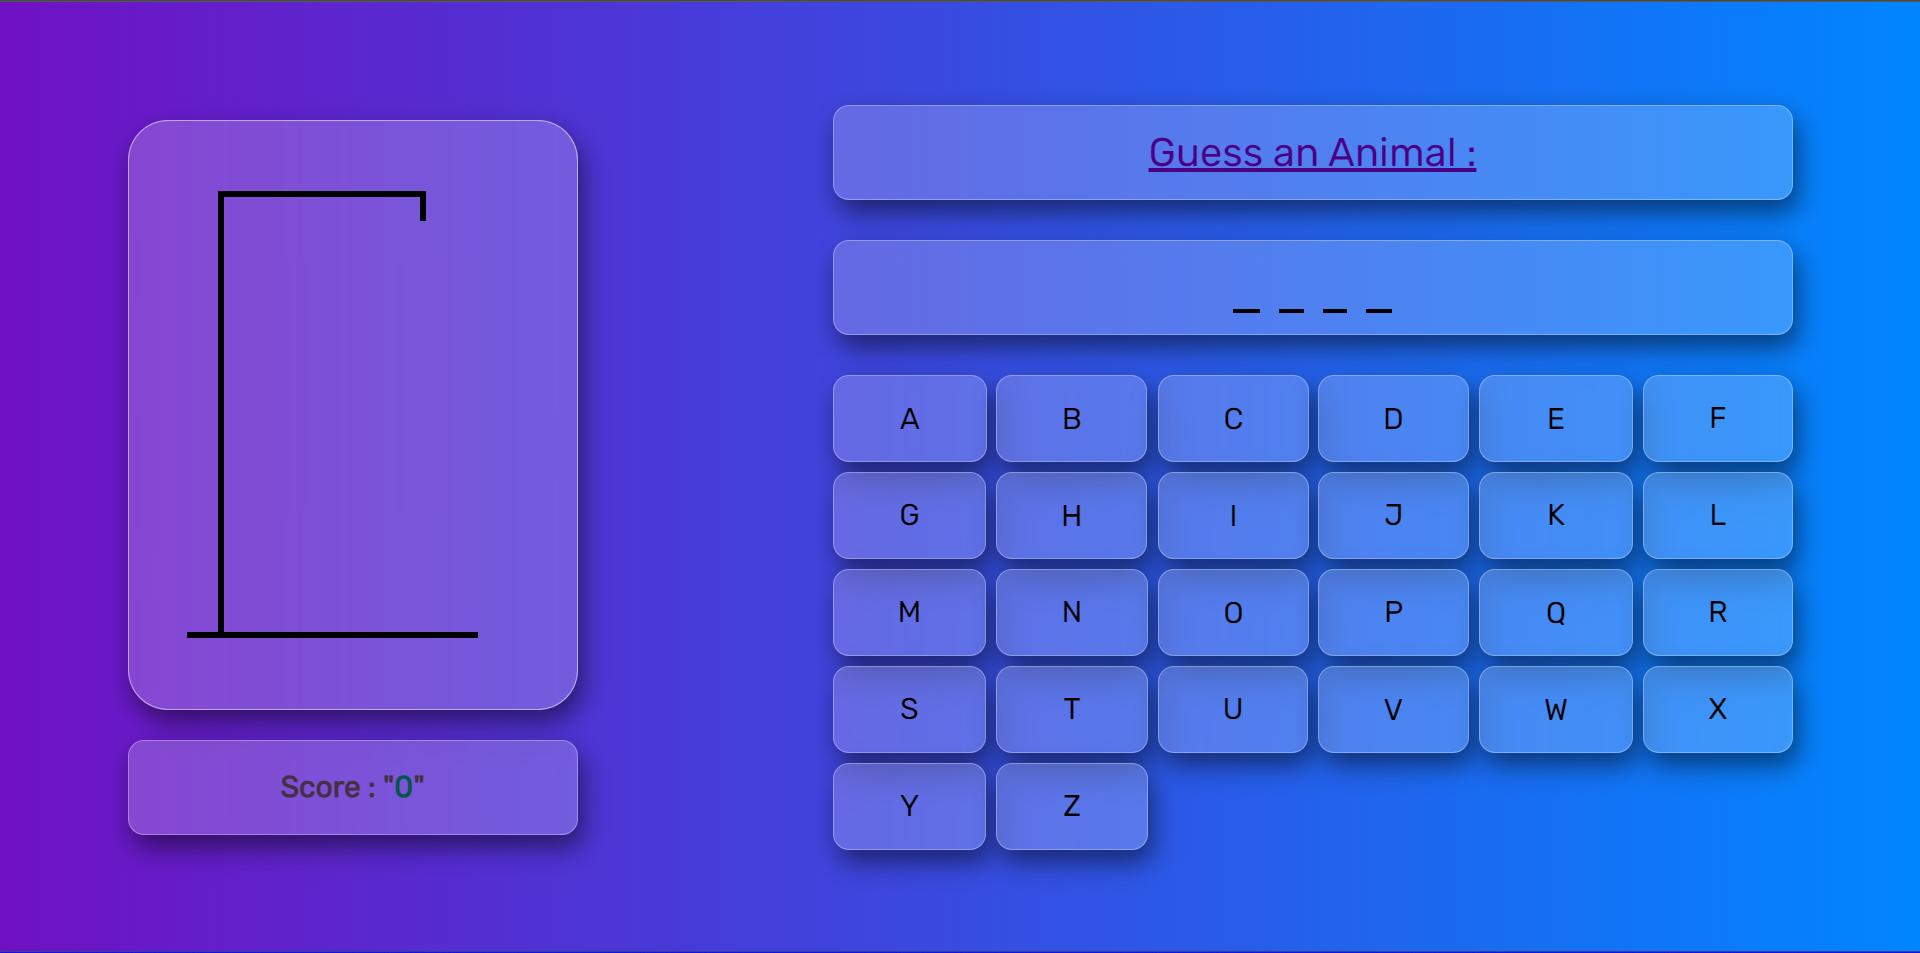 Guess an Animal :
_ _ _ _
A B C D E F
G H I J K L
M N O P Q R
S T U V W X
Y Z
Score : "0"